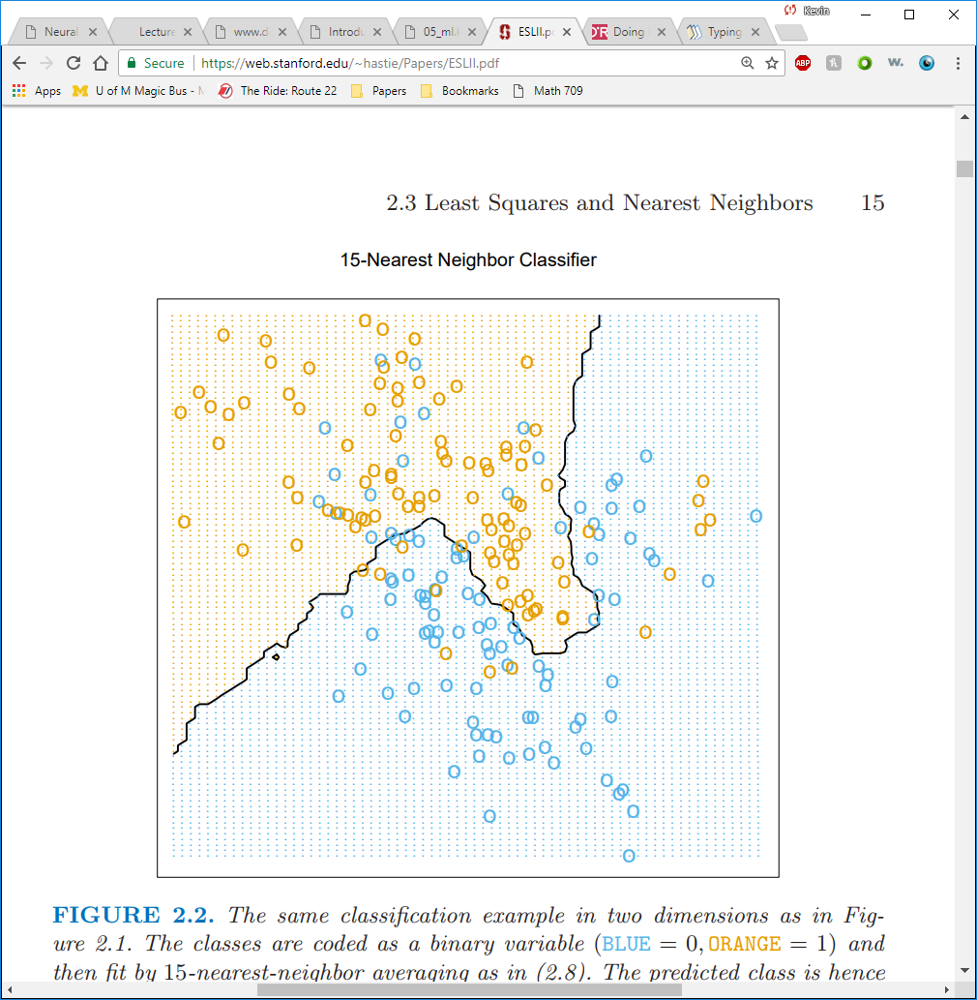 Kevin
Neural
Lecture
www.cl
Introdu
05_ml.l
ESLII.p
Doing
Typing
Secure
https://web.stanford.edu/~hastie/Papers/ESLII.pdf
ABP
w.
Apps
U of M Magic Bus -
The Ride: Route 22
Papers
Bookmarks
Math 709
2.3 Least Squares and Nearest Neighbors 15
15-Nearest Neighbor Classifier
FIGURE 2.2. The same classification example in two dimensions as in Fig-
ure 2.1. The classes are coded as a binary variable (BLUE = 0, ORANGE = 1) and
then fit by 15-nearest-neighbor averaging as in (2.8). The predicted class is hence